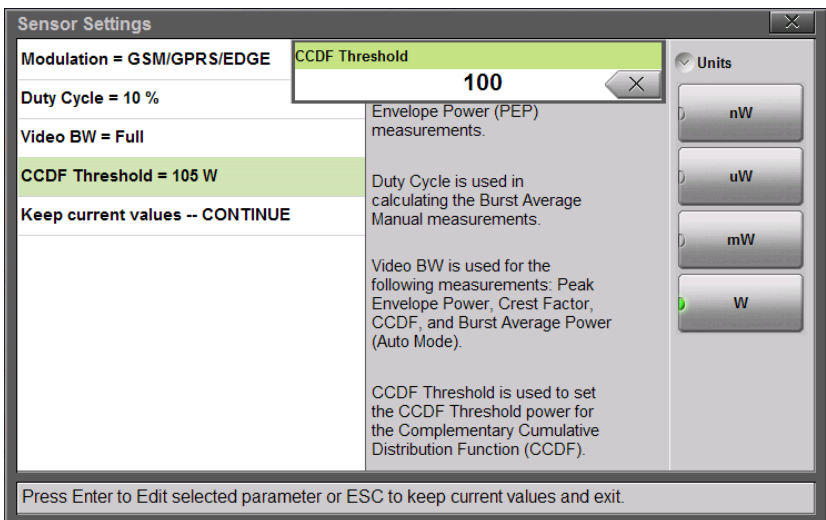 Sensor Settings
Modulation = GSM/GPRS/EDGE
Duty Cycle = 10 %
Video BW = Full
CCDF Threshold = 105 W
Keep current values -- CONTINUE
CCDF Threshold
100
Envelope Power (PEP)
measurements.
Duty Cycle is used in
calculating the Burst Average
Manual measurements.
Video BW is used for the
following measurements: Peak
Envelope Power, Crest Factor,
CCDF, and Burst Average Power
(Auto Mode).
CCDF Threshold is used to set
the CCDF Threshold power for
the Complementary Cumulative
Distribution Function (CCDF).
Units
nW
uW
mW
W
Press Enter to Edit selected parameter or ESC to keep current values and exit.